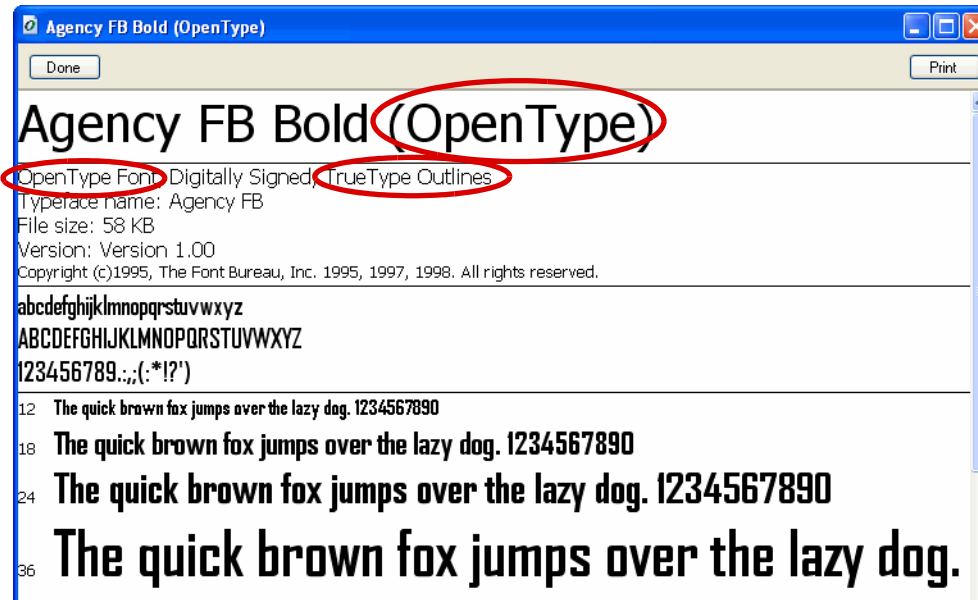 Agency FB Bold (OpenType)
Done
Print
Agency FB Bold (OpenType)
OpenType Font, Digitally Signed, TrueType Outlines
Typeface name: Agency FB
File size: 58 KB
Version: Version 1.00
Copyright (c)1995, The Font Bureau, Inc. 1995, 1997, 1998. All rights reserved.
abcdefghijklmnopqrstuvwxyz
ABCDEFGHIJKLMNOPQRSTUVWXYZ
123456789.:,;(:*!?')
12 The quick brown fox jumps over the lazy dog. 1234567890
18 The quick brown fox jumps over the lazy dog. 1234567890
24 The quick brown fox jumps over the lazy dog. 1234567890
36 The quick brown fox jumps over the lazy dog.